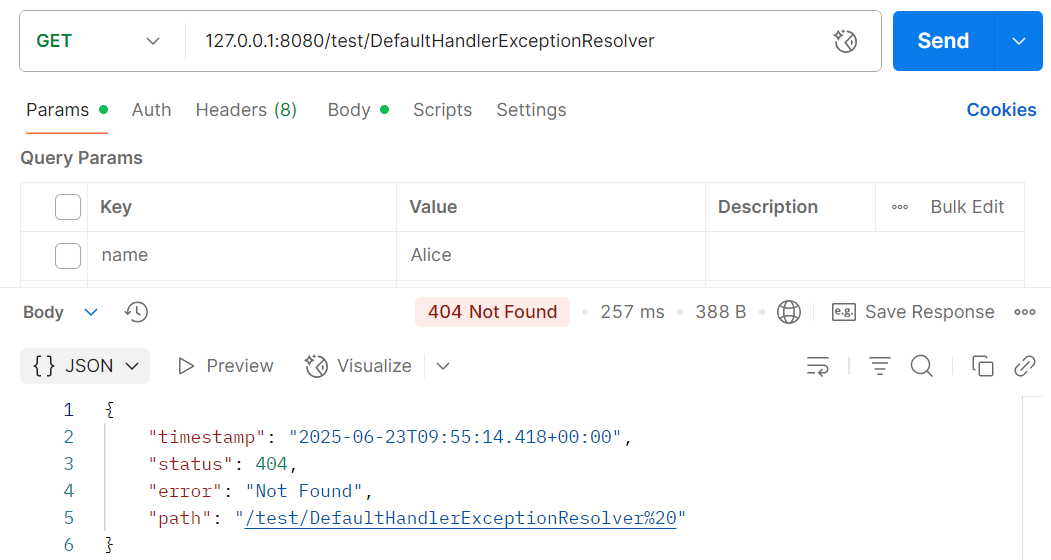 GET 127.0.0.1:8080/test/DefaultHandlerExceptionResolver Send
Params Auth Headers (8) Body Scripts Settings Cookies
Query Params
Key Value Description Bulk Edit
name Alice
Body 404 Not Found 257 ms 388 B e.g. Save Response
{} JSON Preview Visualize
1 {
2 "timestamp": "2025-06-23T09:55:14.418+00:00",
3 "status": 404,
4 "error": "Not Found",
5 "path": "/test/DefaultHandlerExceptionResolver%20"
6 }